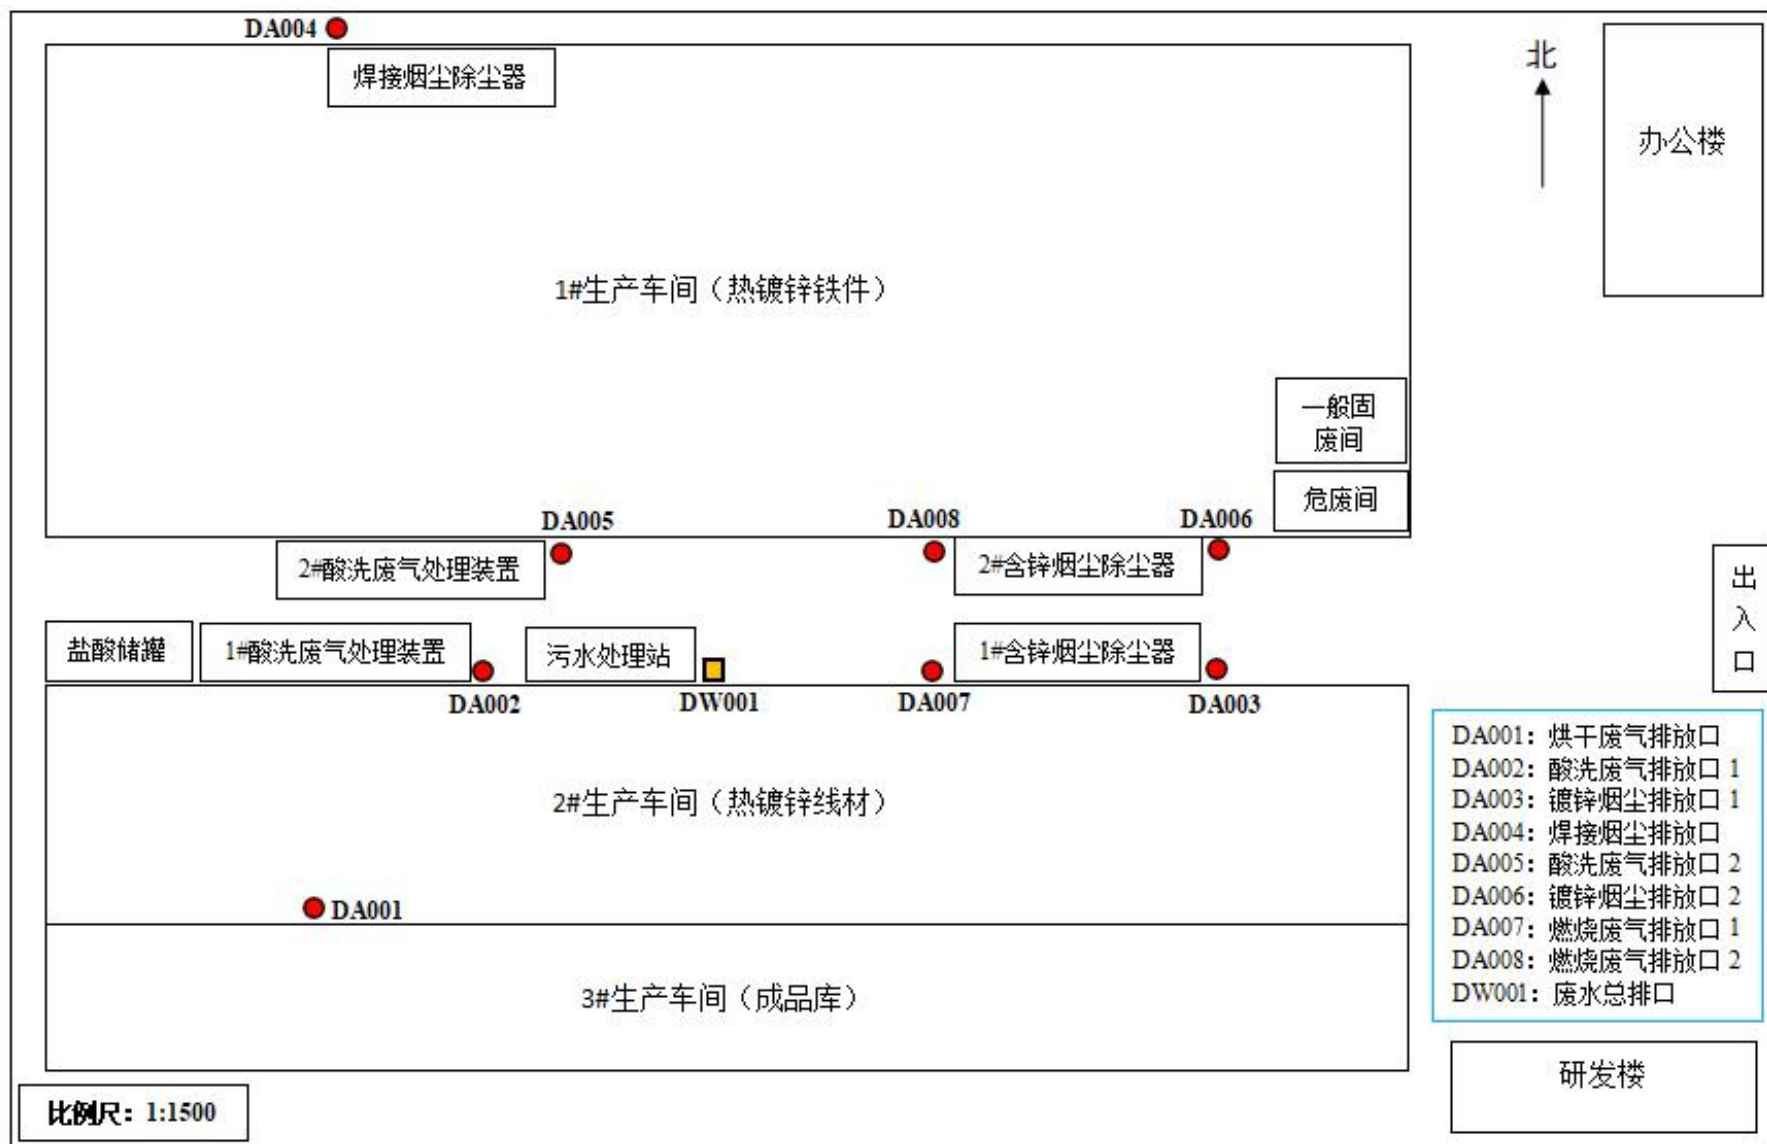 DA004
焊接烟尘除尘器
北
办公楼
1#生产车间（热镀锌铁件）
一般固
废间
危废间
DA005
DA008
DA006
2#酸洗废气处理装置
2#含锌烟尘除尘器
出
入
口
盐酸储罐
1#酸洗废气处理装置
污水处理站
1#含锌烟尘除尘器
DA002
DW001
DA007
DA003
2#生产车间（热镀锌线材）
DA001
3#生产车间（成品库）
DA001：烘干废气排放口
DA002：酸洗废气排放口 1
DA003：镀锌烟尘排放口 1
DA004：焊接烟尘排放口
DA005：酸洗废气排放口 2
DA006：镀锌烟尘排放口 2
DA007：燃烧废气排放口 1
DA008：燃烧废气排放口 2
DW001：废水总排口
研发楼
比例尺：1:1500